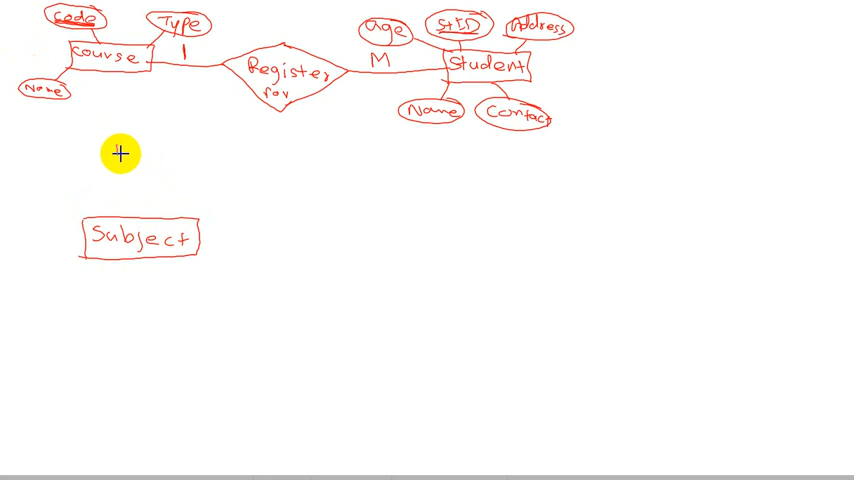 code
Type
age
StID
Address
course
1
Register
for
M
Student
Name
Name
Contact
Subject